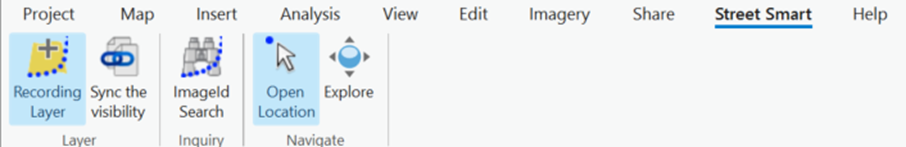 Project Map Insert Analysis View Edit Imagery Share Street Smart Help
Recording Layer
Sync the visibility
ImageId Search
Open Location
Explore
Layer
Inquiry
Navigate